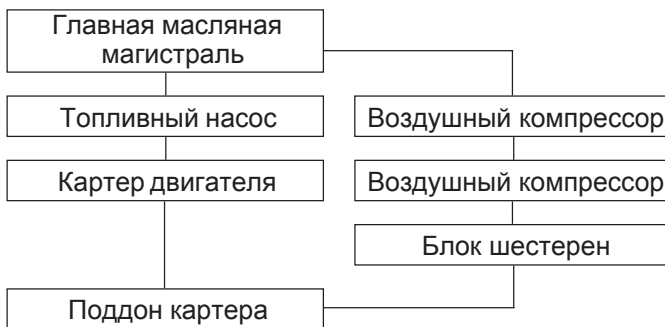 Главная масляная
магистраль
Топливный насос
Воздушный компрессор
Картер двигателя
Воздушный компрессор
Блок шестерен
Поддон картера